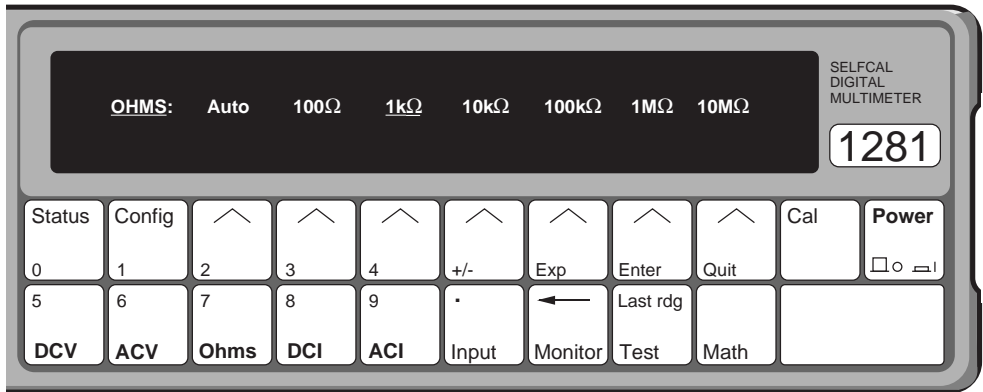 SELFCAL
DIGITAL
MULTIMETER
1281
OHMS: Auto 100Ω 1kΩ 10kΩ 100kΩ 1MΩ 10MΩ
Status Config Cal Power
0 1 2 3 4 +/- Exp Enter Quit
5 6 7 8 9 . Last rdg
DCV ACV Ohms DCI ACI Input Monitor Test Math